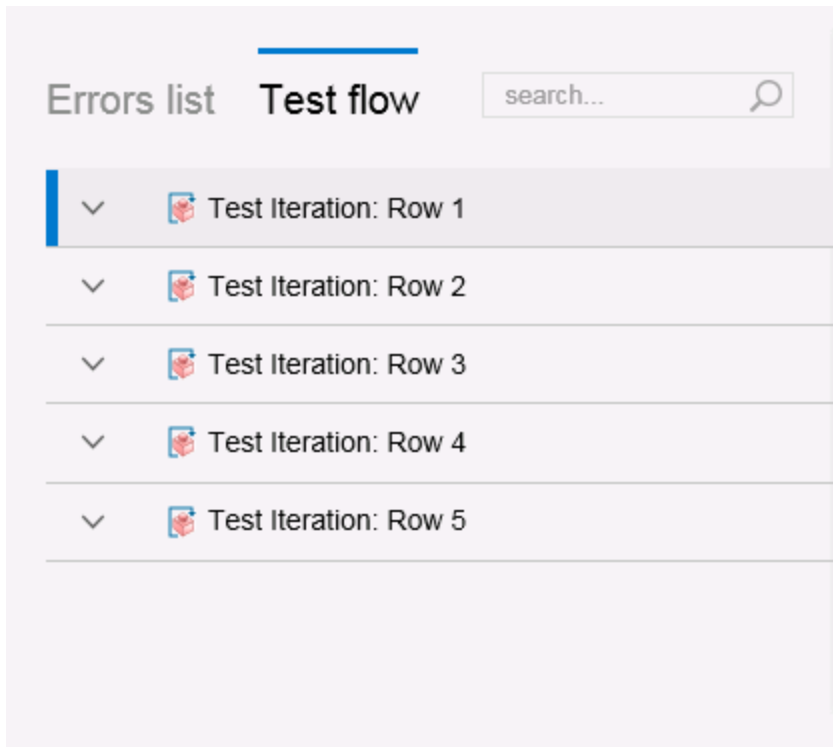 Errors list Test flow search...
Test Iteration: Row 1
Test Iteration: Row 2
Test Iteration: Row 3
Test Iteration: Row 4
Test Iteration: Row 5